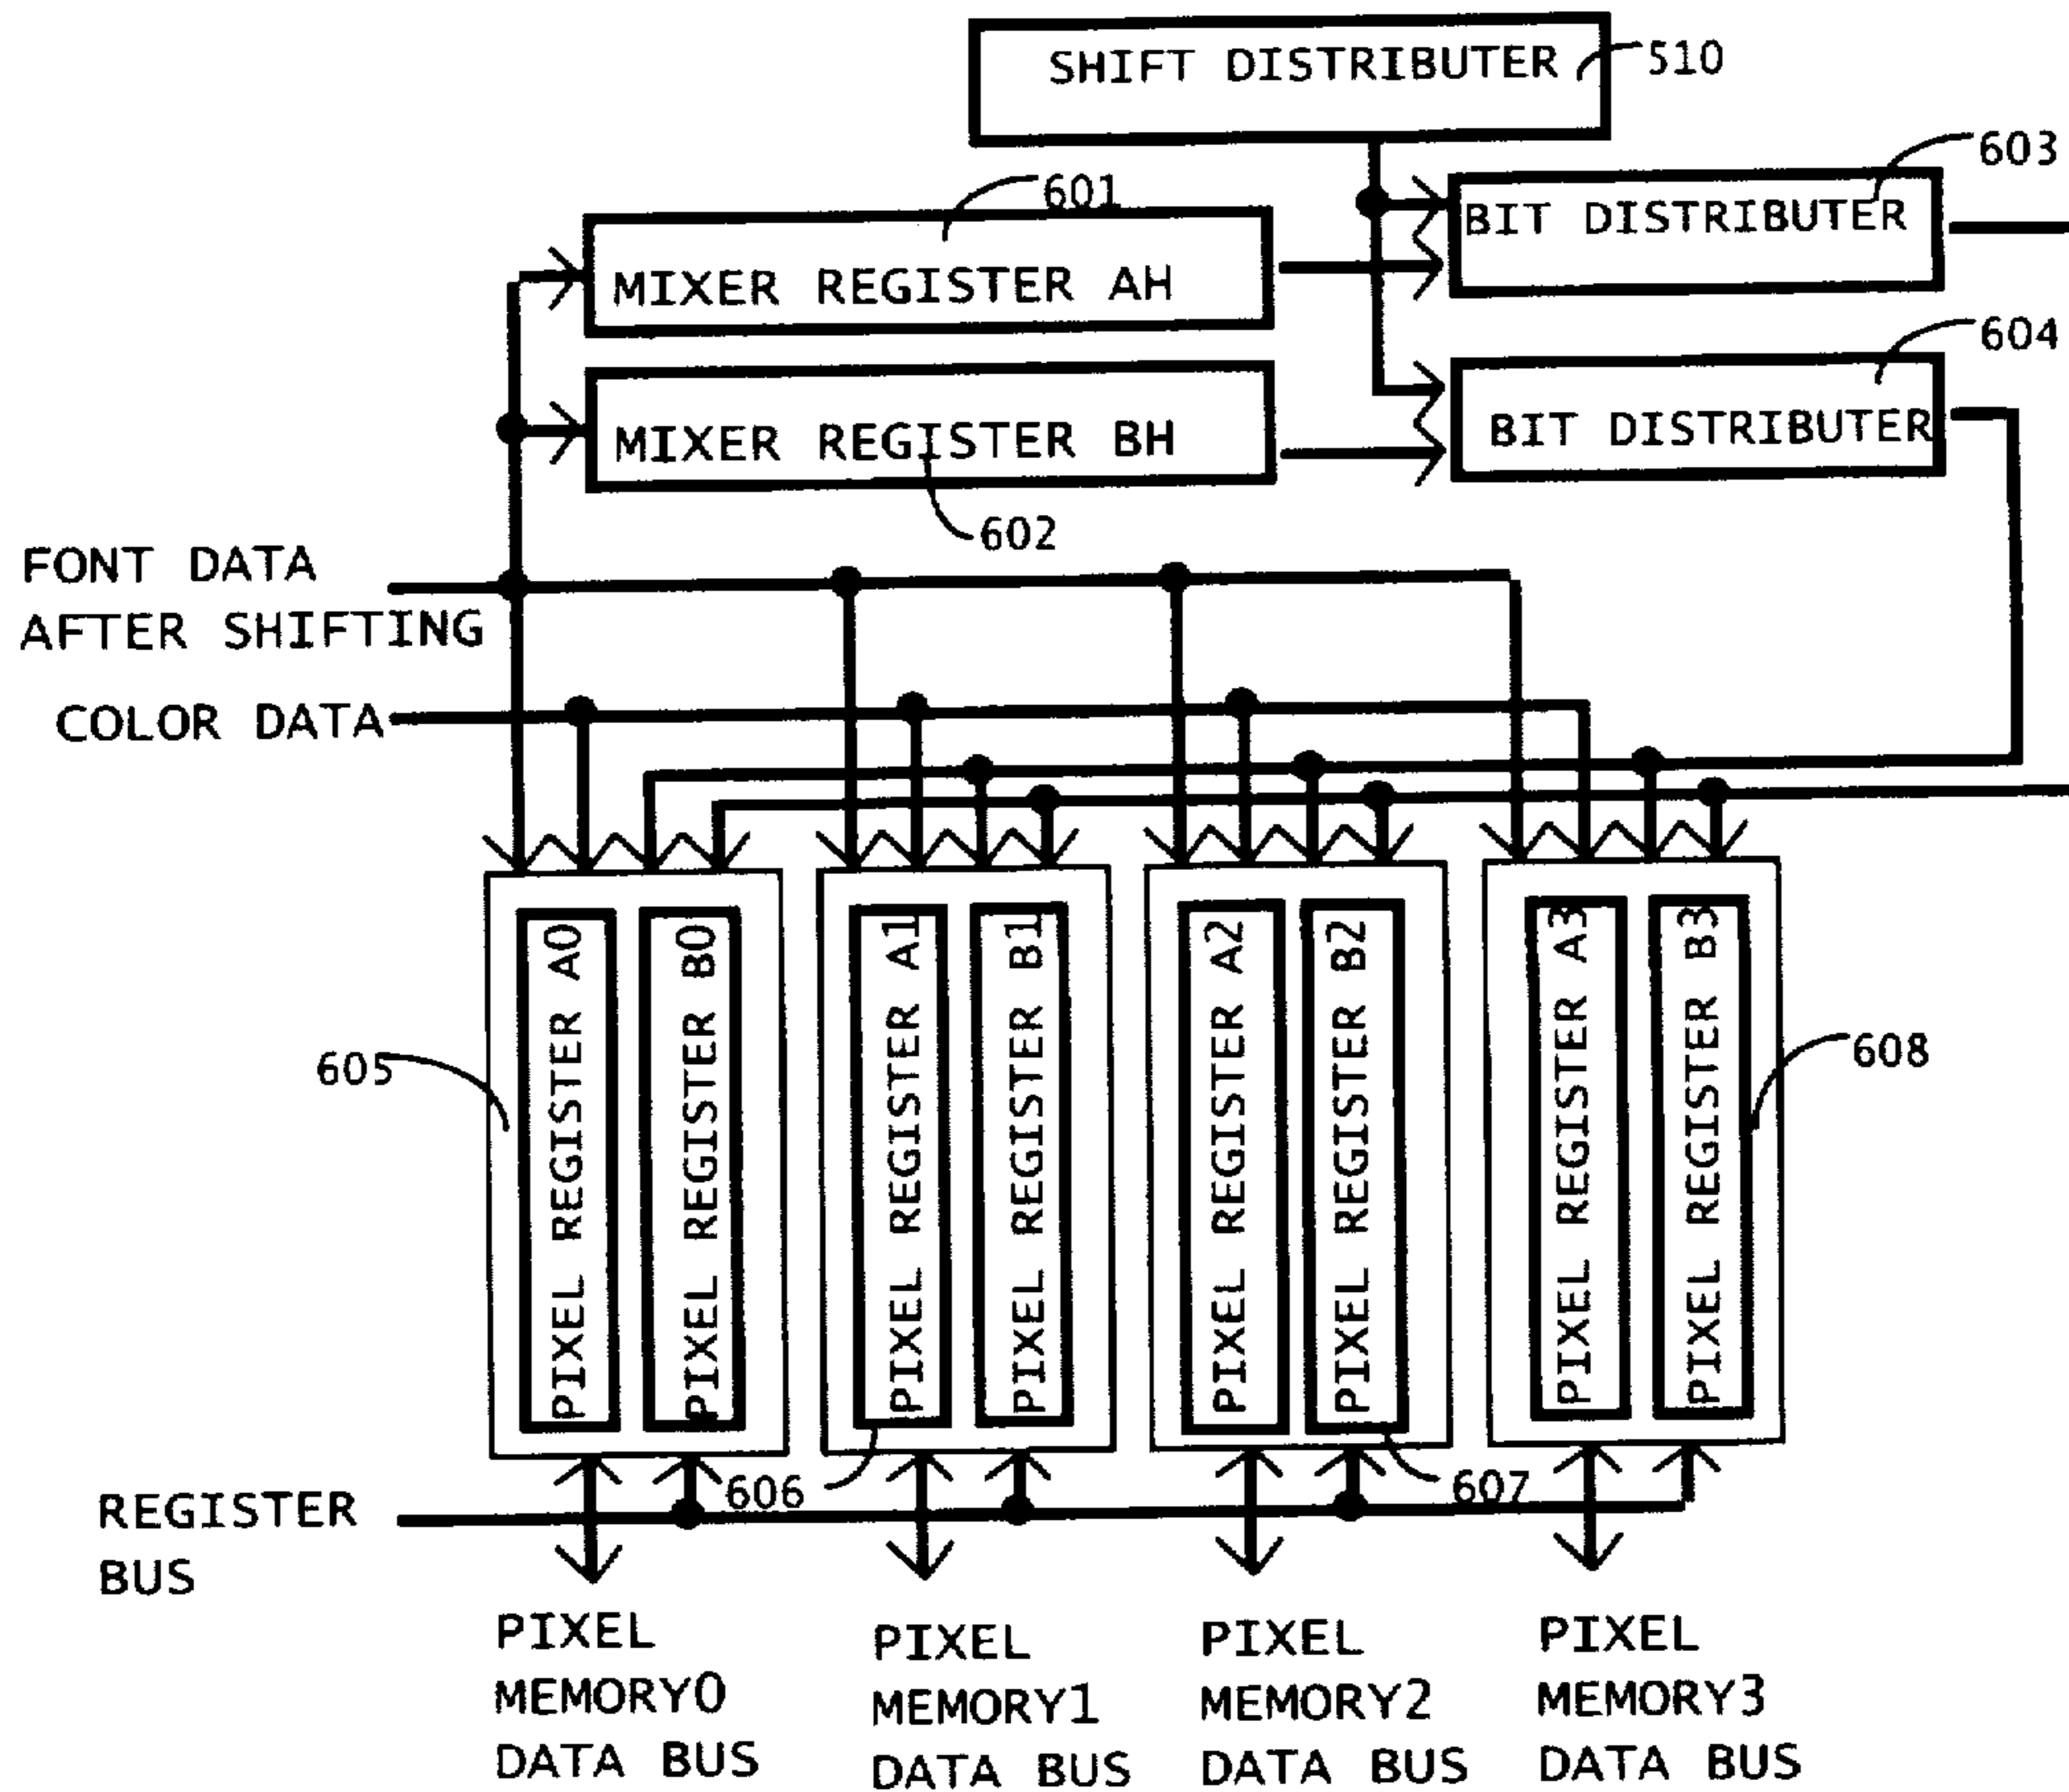 SHIFT DISTRIBUTER
510
603
601
BIT DISTRIBUTER
MIXER REGISTER AH
604
MIXER REGISTER BH
BIT DISTRIBUTER
602
FONT DATA
AFTER SHIFTING
COLOR DATA
PIXEL REGISTER A0
PIXEL REGISTER B0
PIXEL REGISTER A1
PIXEL REGISTER B1
PIXEL REGISTER A2
PIXEL REGISTER B2
PIXEL REGISTER A3
PIXEL REGISTER B3
605
608
606
607
REGISTER
BUS
PIXEL
MEMORY0
DATA BUS
PIXEL
MEMORY1
DATA BUS
PIXEL
MEMORY2
DATA BUS
PIXEL
MEMORY3
DATA BUS